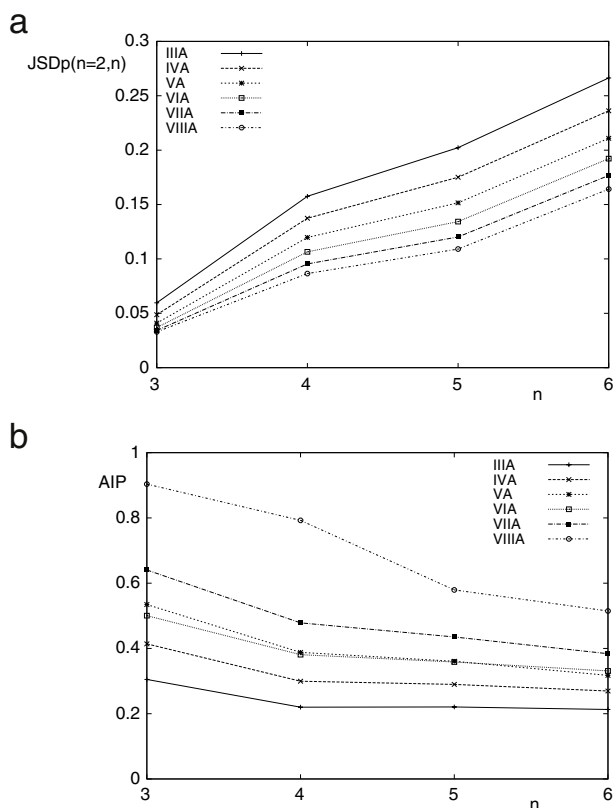 a
0.3
JSDp(n=2,n)
IIIA
IVA
VA
VIA
VIIA
VIIIA
0.25
0.2
0.15
0.1
0.05
0
3 4 5 n 6
b
1
AIP
IIIA
IVA
VA
VIA
VIIA
VIIIA
0.8
0.6
0.4
0.2
0
3 4 5 n 6